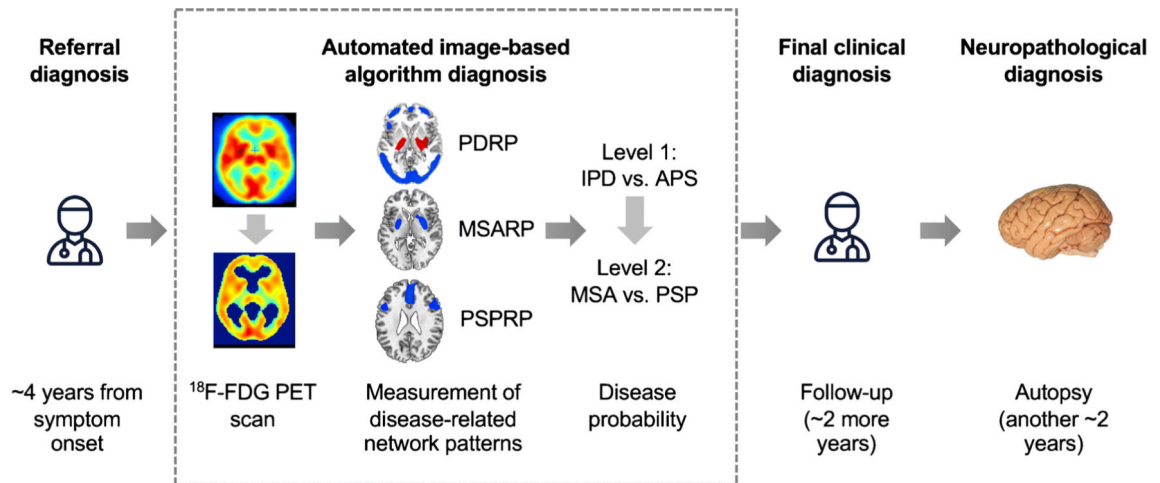 Referral
diagnosis
Automated image-based
algorithm diagnosis
Final clinical
diagnosis
Neuropathological
diagnosis
PDRP
MSARP
PSPRP
Level 1:
IPD vs. APS
Level 2:
MSA vs. PSP
~4 years from
symptom
onset
¹⁸F-FDG PET
scan
Measurement of
disease-related
network patterns
Disease
probability
Follow-up
(~2 more
years)
Autopsy
(another ~2
years)